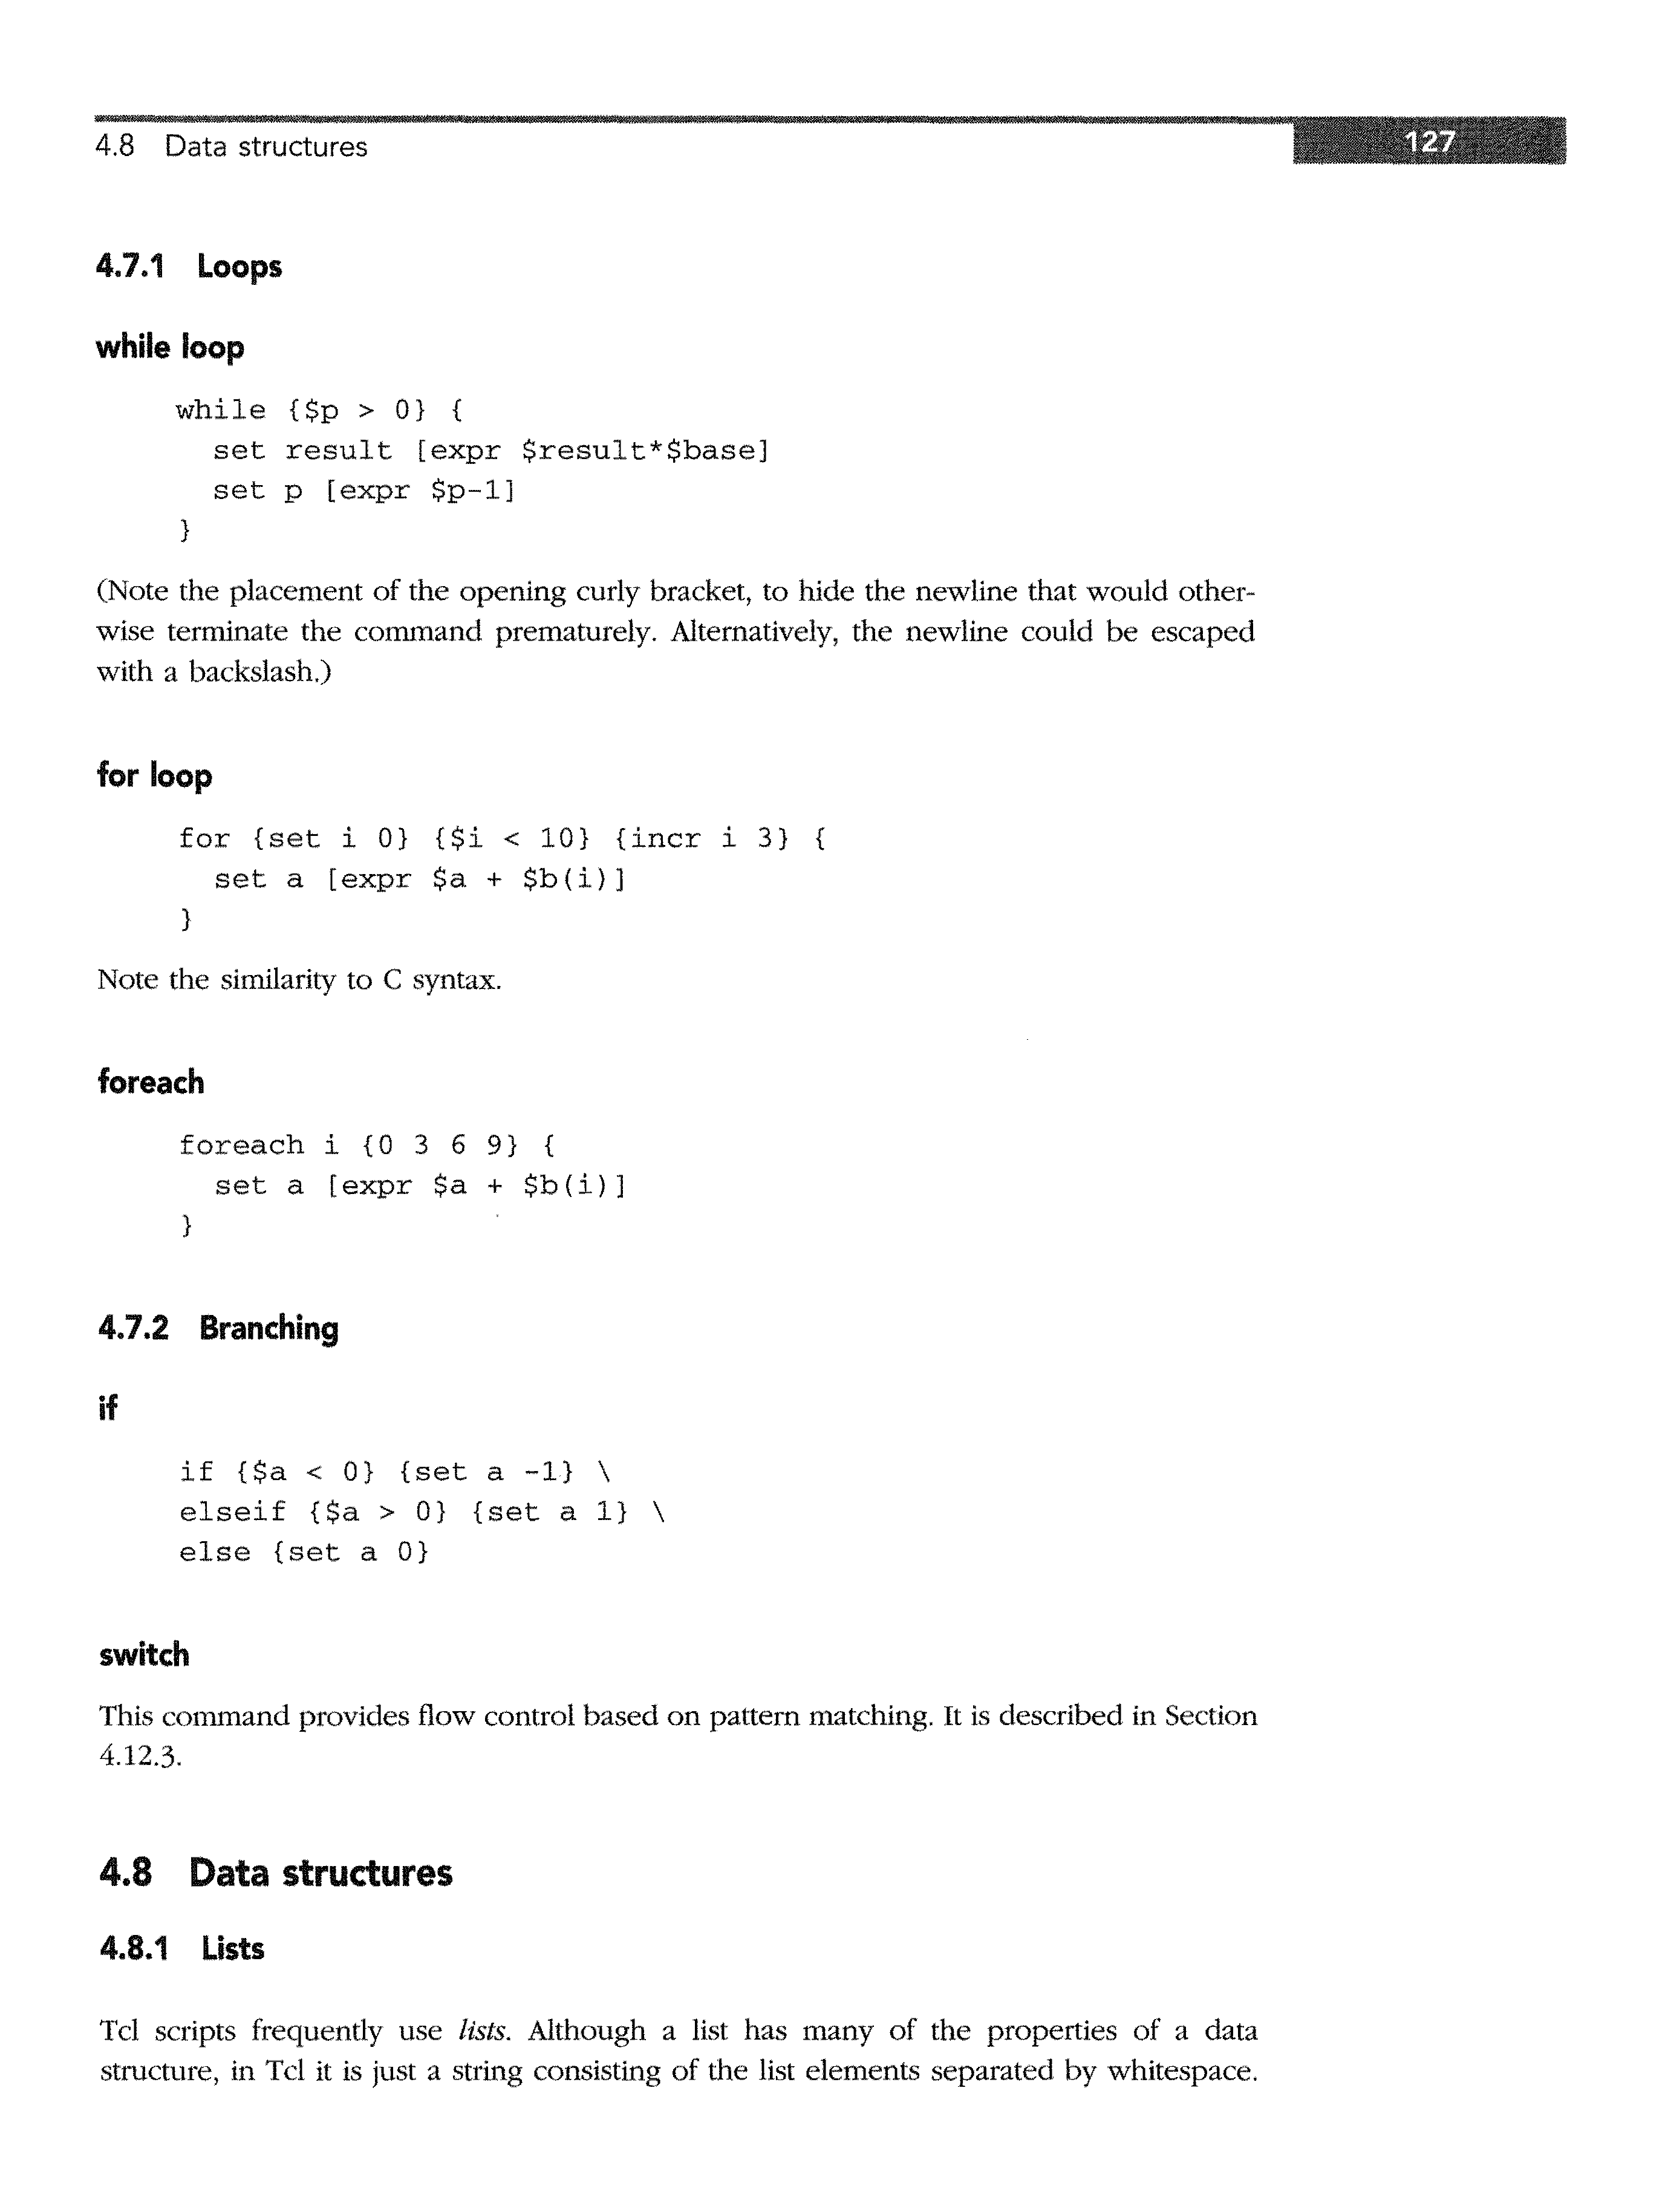 4.8 Data structures 127
4.7.1 Loops
while loop
while {$p > 0} {
set result [expr $result*$base]
set p [expr $p-1]
}
(Note the placement of the opening curly bracket, to hide the newline that would other-
wise terminate the command prematurely. Alternatively, the newline could be escaped
with a backslash.)
for loop
for {set i 0} {$i < 10} {incr i 3} {
set a [expr $a + $b(i)]
}
Note the similarity to C syntax.
foreach
foreach i {0 3 6 9} {
set a [expr $a + $b(i)]
}
4.7.2 Branching
if
if {$a < 0} {set a -1} \
elseif {$a > 0} {set a 1} \
else {set a 0}
switch
This command provides flow control based on pattern matching. It is described in Section
4.12.3.
4.8 Data structures
4.8.1 Lists
Tcl scripts frequently use lists. Although a list has many of the properties of a data
structure, in Tcl it is just a string consisting of the list elements separated by whitespace.